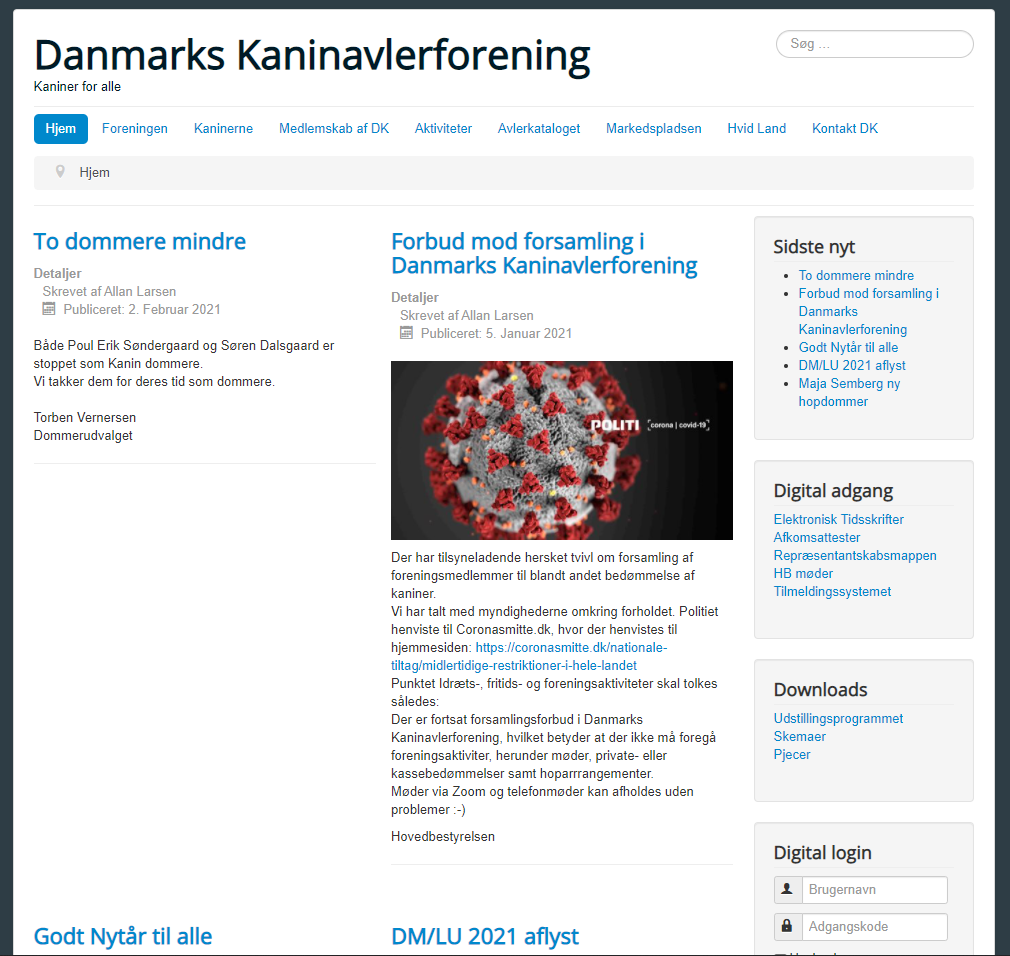 Danmarks Kaninavlerforening
Kaniner for alle
Søg ...
Hjem
Foreningen
Kaninerne
Medlemskab af DK
Aktiviteter
Avlerkataloget
Markedspladsen
Hvid Land
Kontakt DK
Hjem
To dommere mindre
Detaljer
Skrevet af Allan Larsen
Publiceret: 2. Februar 2021
Både Poul Erik Søndergaard og Søren Dalsgaard er
stoppet som Kanin dommere.
Vi takker dem for deres tid som dommere.
Torben Vernersen
Dommerudvalget
Forbud mod forsamling i
Danmarks Kaninavlerforening
Detaljer
Skrevet af Allan Larsen
Publiceret: 5. Januar 2021
POLITI [corona | covid-19]
Der har tilsyneladende hersket tvivl om forsamling af
foreningsmedlemmer til blandt andet bedømmelse af
kaniner.
Vi har talt med myndighederne omkring forholdet. Politiet
henviste til Coronasmitte.dk, hvor der henvistes til
hjemmesiden: https://coronasmitte.dk/nationale-
tiltag/midlertidige-restriktioner-i-hele-landet
Punktet Idræts-, fritids- og foreningsaktiviteter skal tolkes
således:
Der er fortsat forsamlingsforbud i Danmarks
Kaninavlerforening, hvilket betyder at der ikke må foregå
foreningsaktiviter, herunder møder, private- eller
kassebedømmelser samt hoparrrangementer.
Møder via Zoom og telefonmøder kan afholdes uden
problemer :-)
Hovedbestyrelsen
Godt Nytår til alle
DM/LU 2021 aflyst
Sidste nyt
To dommere mindre
Forbud mod forsamling i
Danmarks
Kaninavlerforening
Godt Nytår til alle
DM/LU 2021 aflyst
Maja Semberg ny
hopdommer
Digital adgang
Elektronisk Tidsskrifter
Afkomsattester
Repræsentantskabsmappen
HB møder
Tilmeldingssystemet
Downloads
Udstillingsprogrammet
Skemaer
Pjecer
Digital login
Brugernavn
Adgangskode